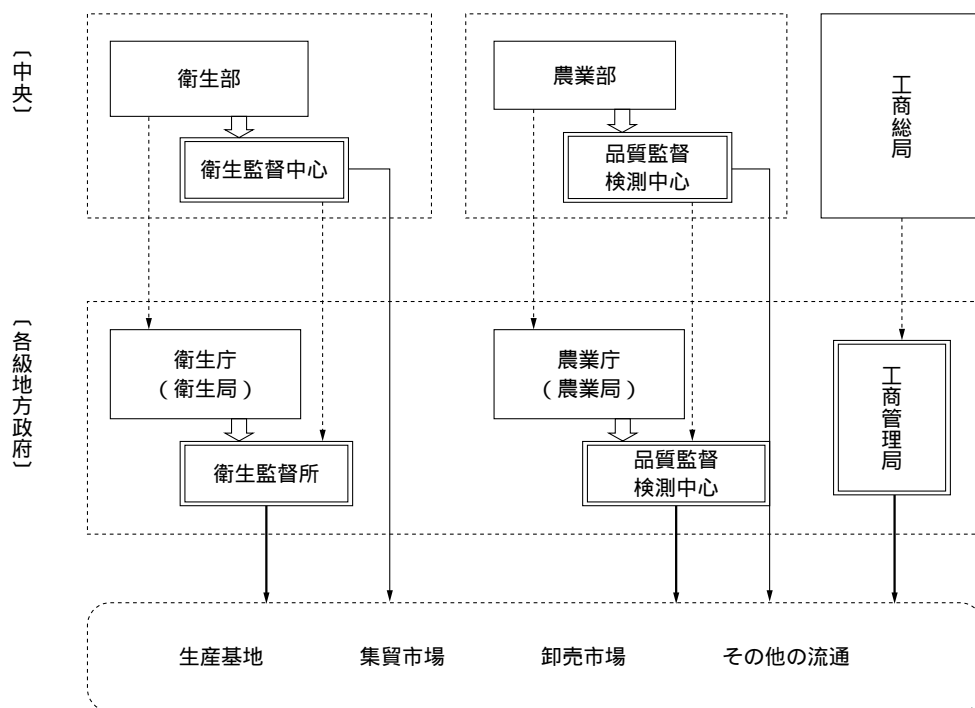 〔中央〕
衛生部
農業部
工商総局
衛生監督中心
品質監督
検測中心
〔各級地方政府〕
衛生庁
(衛生局)
農業庁
(農業局)
工商管理局
衛生監督所
品質監督
検測中心
生産基地
集貿市場
卸売市場
その他の流通